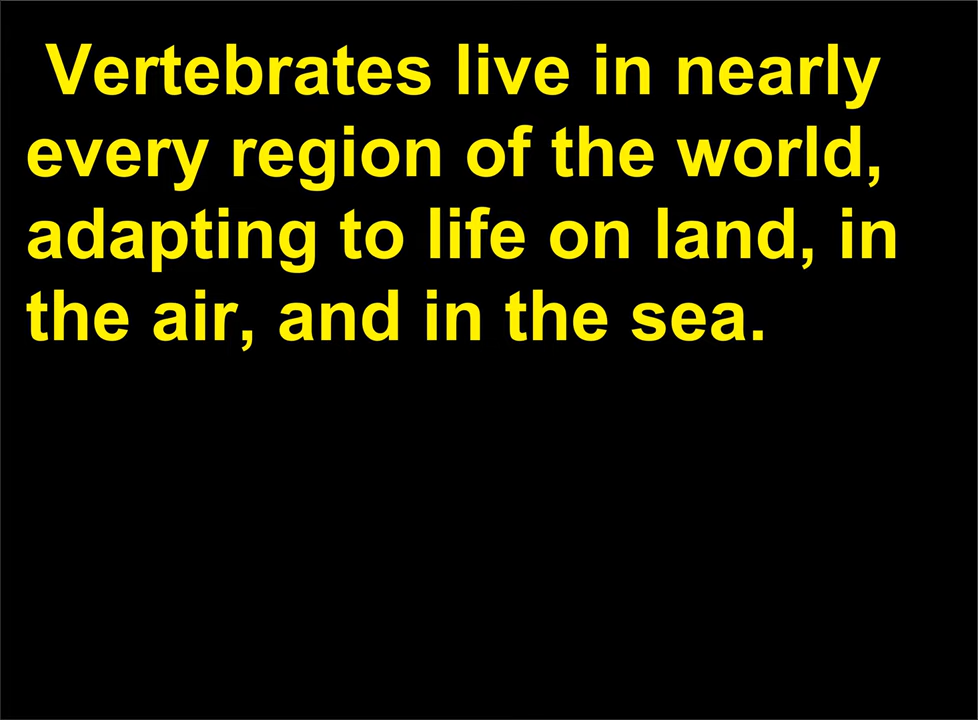 Vertebrates live in nearly
every region of the world,
adapting to life on land, in
the air, and in the sea.